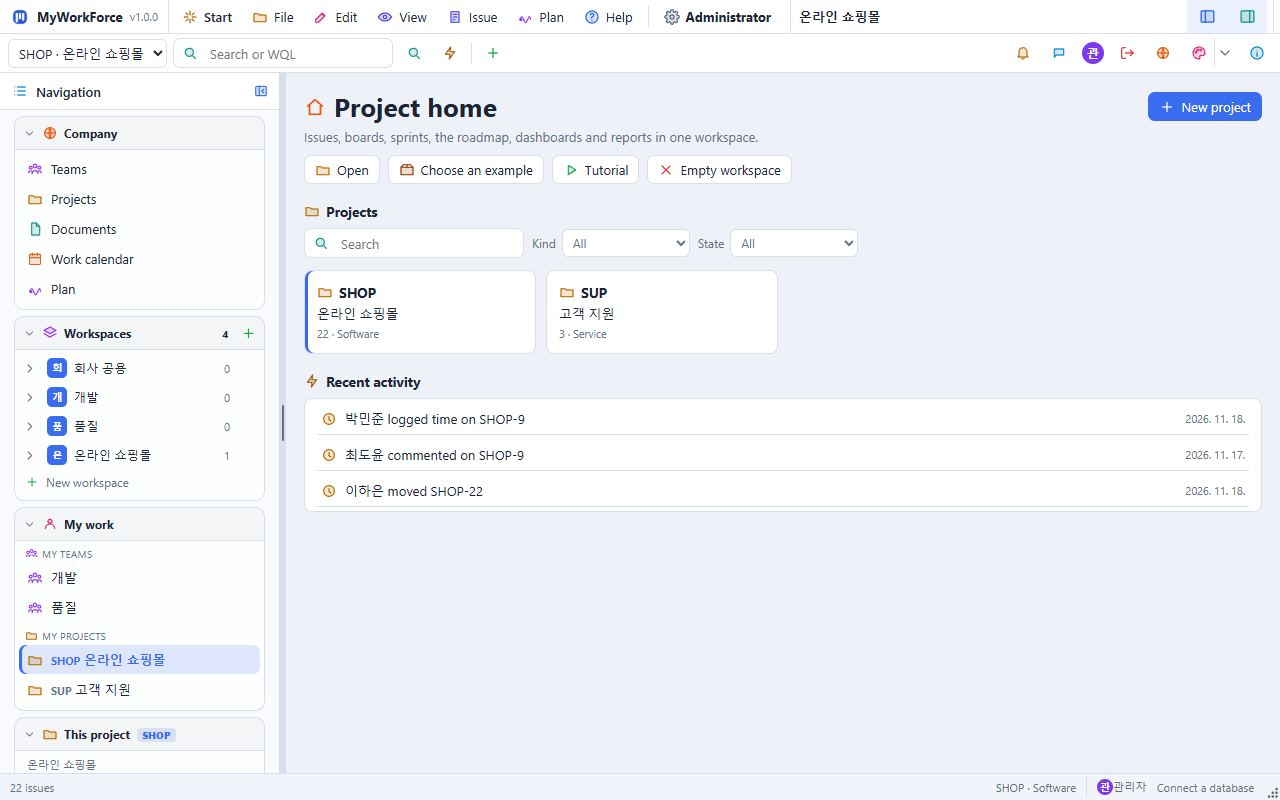 MyWorkForce v1.0.0 Start File Edit View Issue Plan Help Administrator 온라인 쇼핑몰
SHOP · 온라인 쇼핑몰 Search or WQL 관
Navigation
Company
Teams
Projects
Documents
Work calendar
Plan
Workspaces 4
회 회사 공용 0
개 개발 0
품 품질 0
온 온라인 쇼핑몰 1
New workspace
My work
MY TEAMS
개발
품질
MY PROJECTS
SHOP 온라인 쇼핑몰
SUP 고객 지원
This project SHOP
온라인 쇼핑몰
Project home
New project
Issues, boards, sprints, the roadmap, dashboards and reports in one workspace.
Open Choose an example Tutorial Empty workspace
Projects
Search Kind All State All
SHOP
온라인 쇼핑몰
22 · Software
SUP
고객 지원
3 · Service
Recent activity
박민준 logged time on SHOP-9 2026. 11. 18.
최도윤 commented on SHOP-9 2026. 11. 17.
이하은 moved SHOP-22 2026. 11. 18.
22 issues SHOP · Software 관 관리자 Connect a database